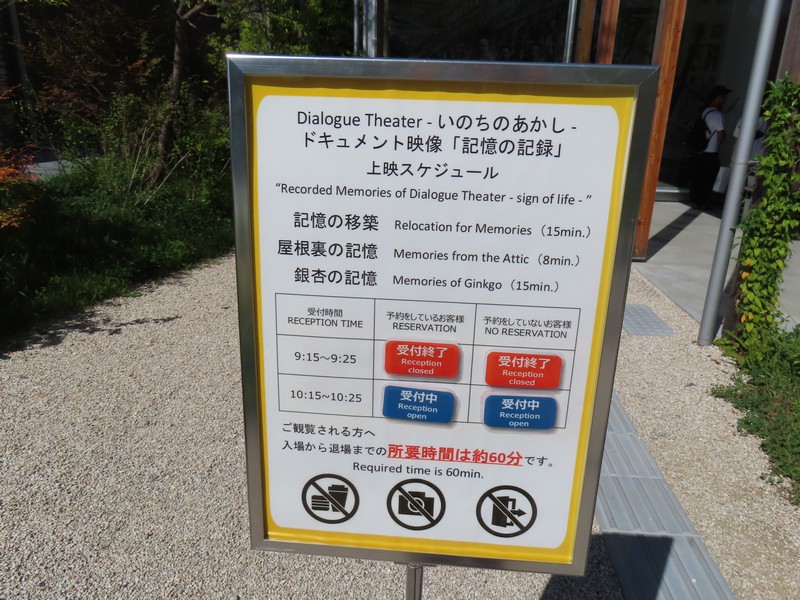 Dialogue Theater - いのちのあかし -
ドキュメント映像「記憶の記録」
上映スケジュール
“Recorded Memories of Dialogue Theater - sign of life - ”
記憶の移築 Relocation for Memories（15min.）
屋根裏の記憶 Memories from the Attic（8min.）
銀杏の記憶 Memories of Ginkgo（15min.）
受付時間 予約をしているお客様 予約をしていないお客様
RECEPTION TIME RESERVATION NO RESERVATION
9:15～9:25 受付終了 受付終了
Reception Reception
closed closed
10:15~10:25 受付中 受付中
Reception Reception
open open
ご観覧される方へ
入場から退場までの所要時間は約60分です。
Required time is 60min.